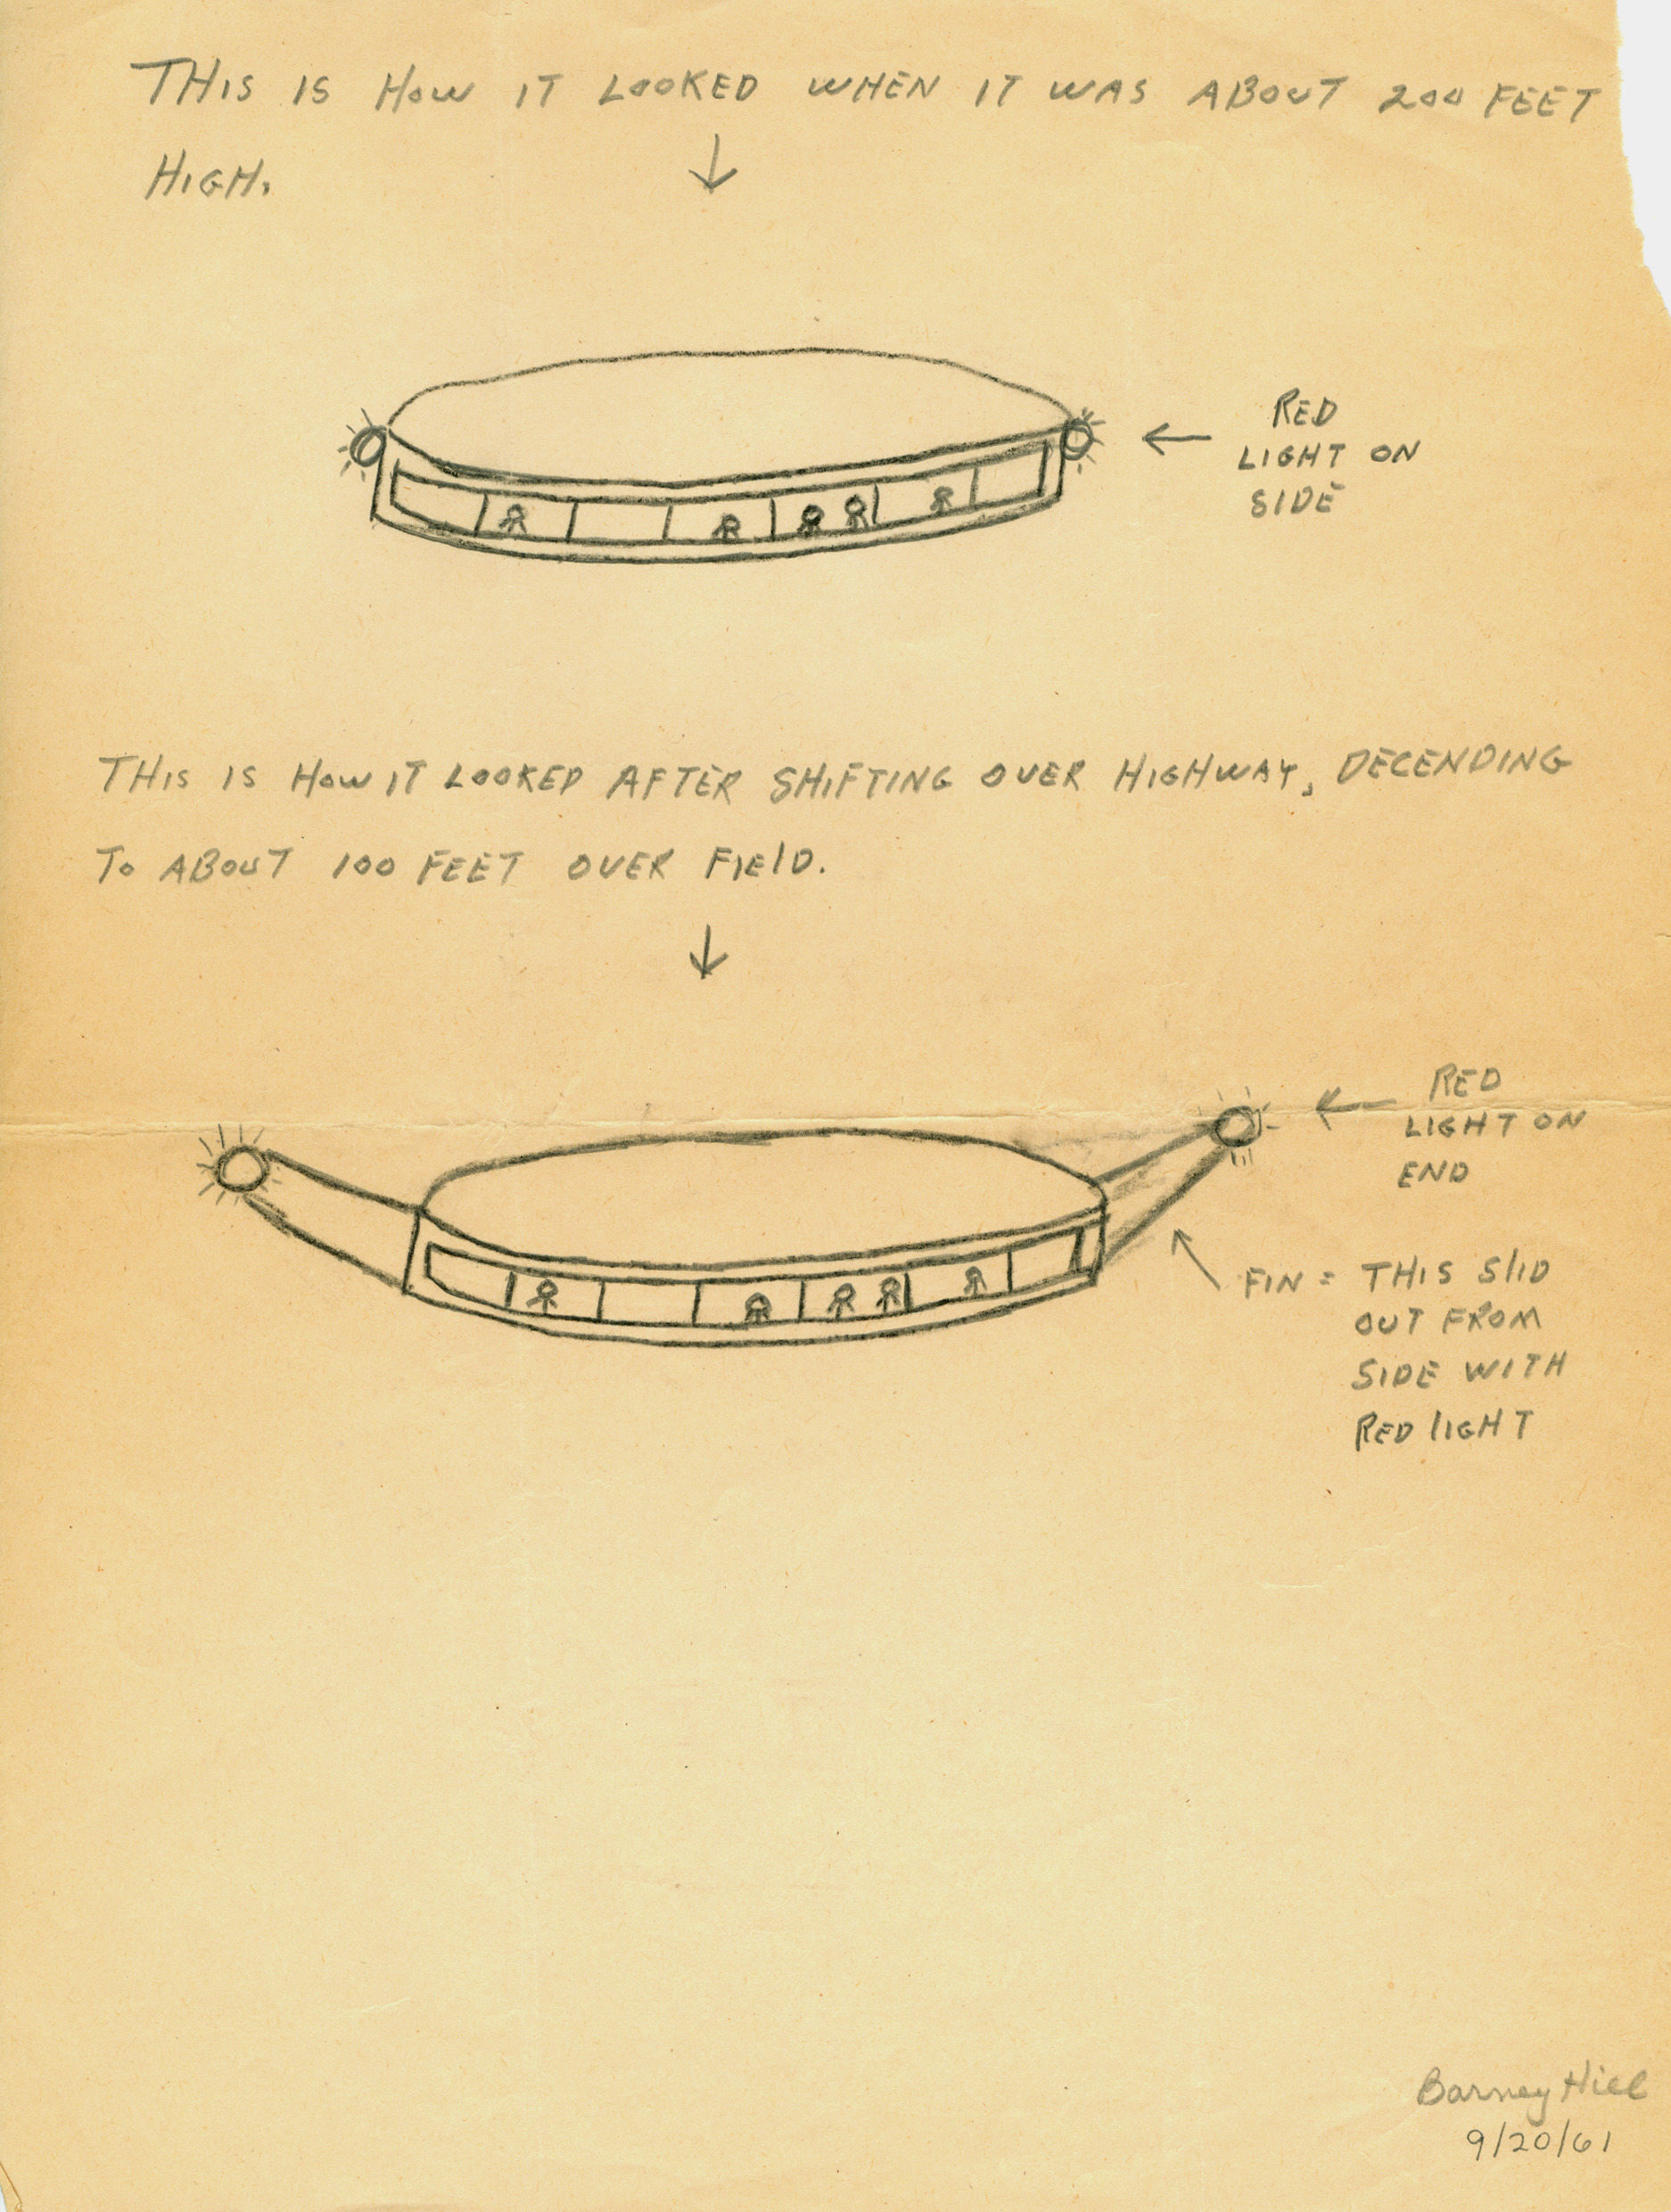 THIS IS HOW IT LOOKED WHEN IT WAS ABOUT 200 FEET
HIGH.
RED
LIGHT ON
SIDE
THIS IS HOW IT LOOKED AFTER SHIFTING OVER HIGHWAY, DECENDING
TO ABOUT 100 FEET OVER FIElD.
RED
LIGHT ON
END
FIN = THIS SlID
OUT FROM
SIDE WITH
RED lIGHT
Barney Hill
9/20/61